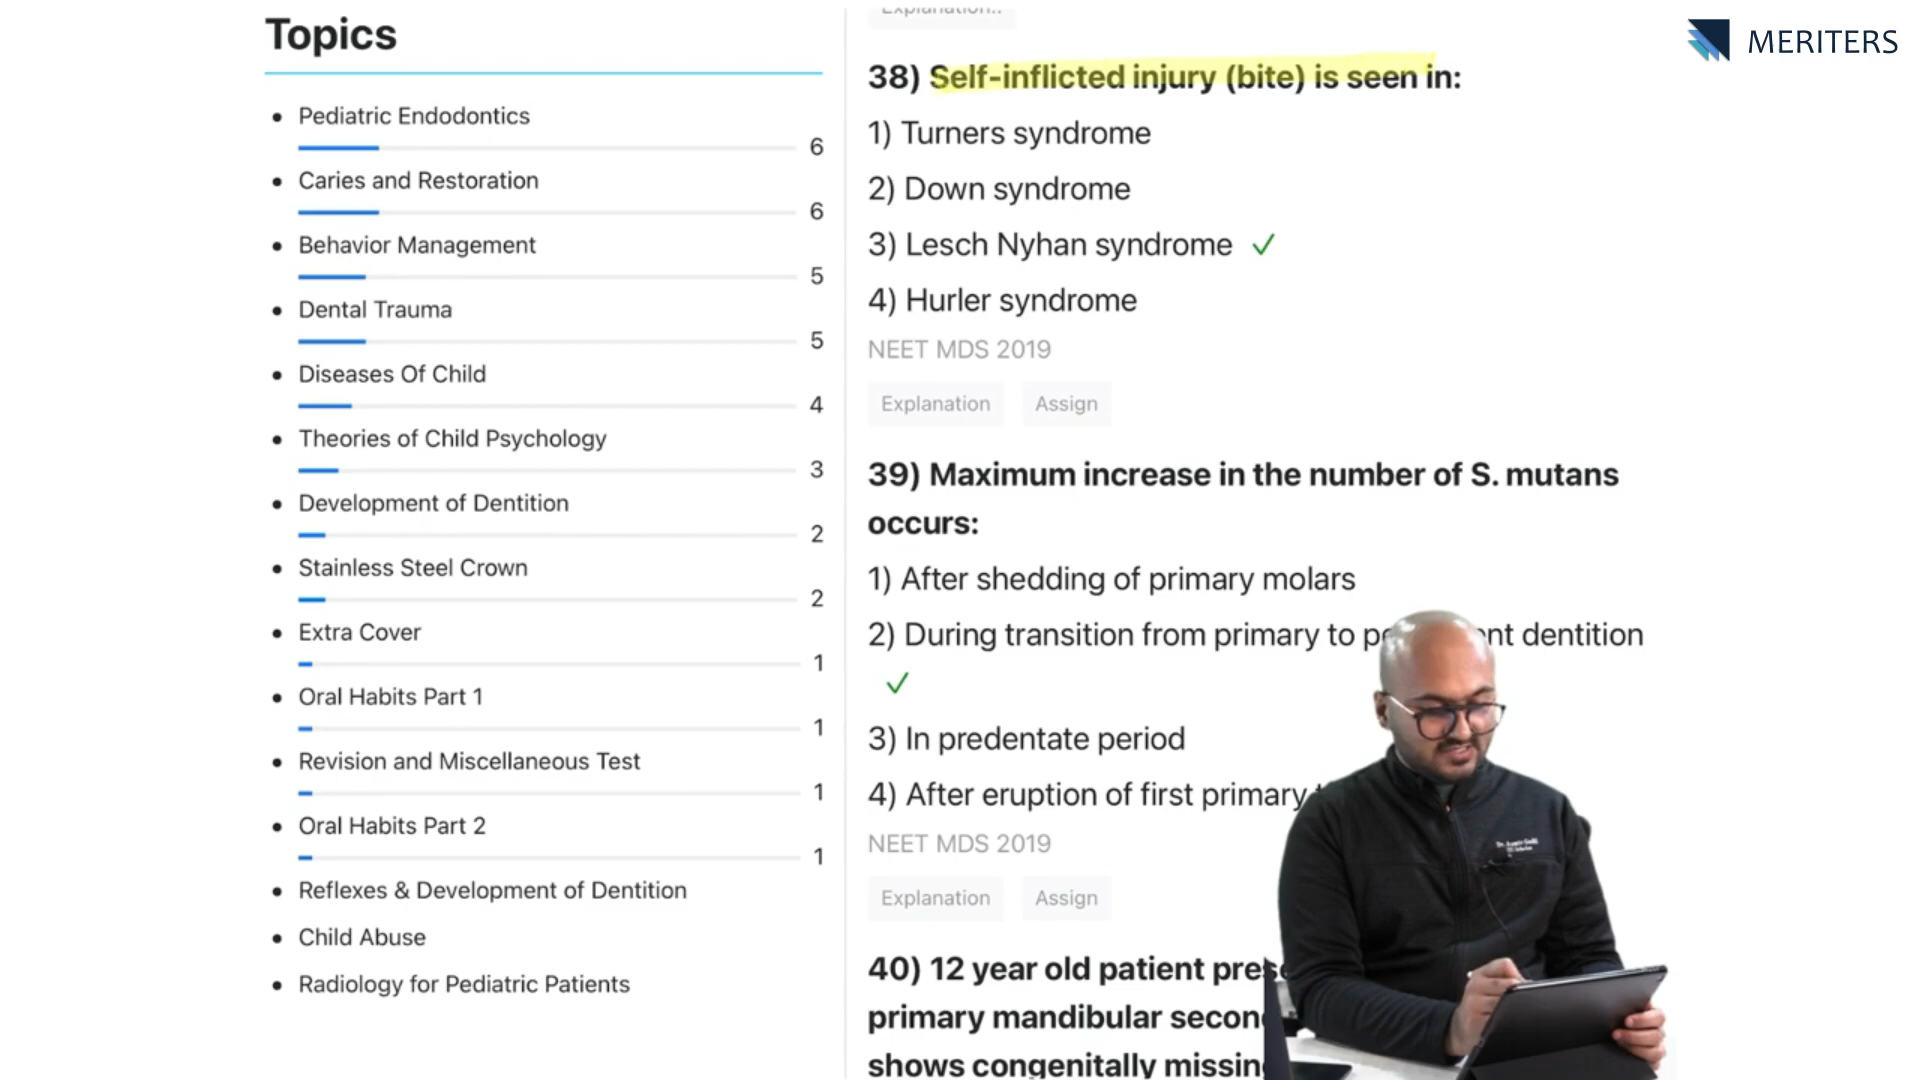 Topics
Pediatric Endodontics
6
Caries and Restoration
6
Behavior Management
5
Dental Trauma
5
Diseases Of Child
4
Theories of Child Psychology
3
Development of Dentition
2
Stainless Steel Crown
2
Extra Cover
1
Oral Habits Part 1
1
Revision and Miscellaneous Test
1
Oral Habits Part 2
1
Reflexes & Development of Dentition
Child Abuse
Radiology for Pediatric Patients
Explanation..
38) Self-inflicted injury (bite) is seen in:
1) Turners syndrome
2) Down syndrome
3) Lesch Nyhan syndrome ✓
4) Hurler syndrome
NEET MDS 2019
Explanation Assign
39) Maximum increase in the number of S. mutans
occurs:
1) After shedding of primary molars
2) During transition from primary to dentition
✓
3) In predentate period
4) After eruption of first primary
NEET MDS 2019
Explanation Assign
40) 12 year old patient
primary mandibular
shows congenitally
MERITERS